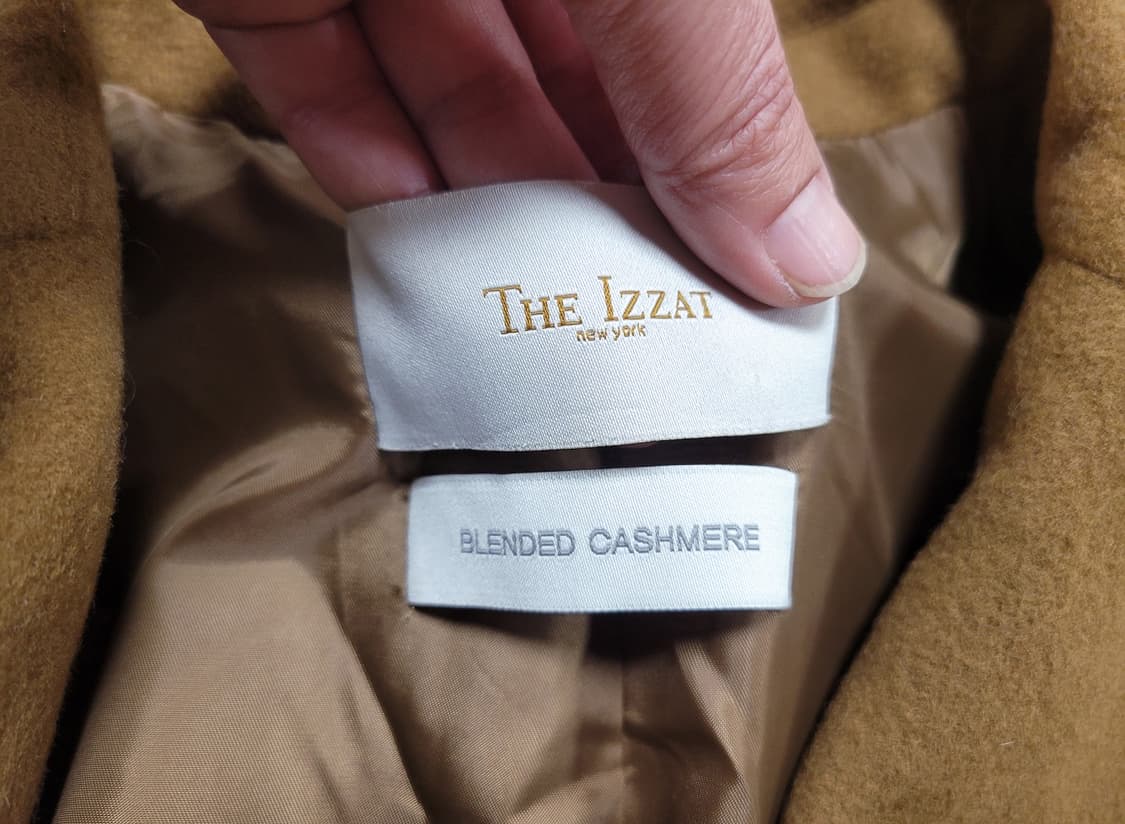 THE IZZAT
new york
BLENDED CASHMERE